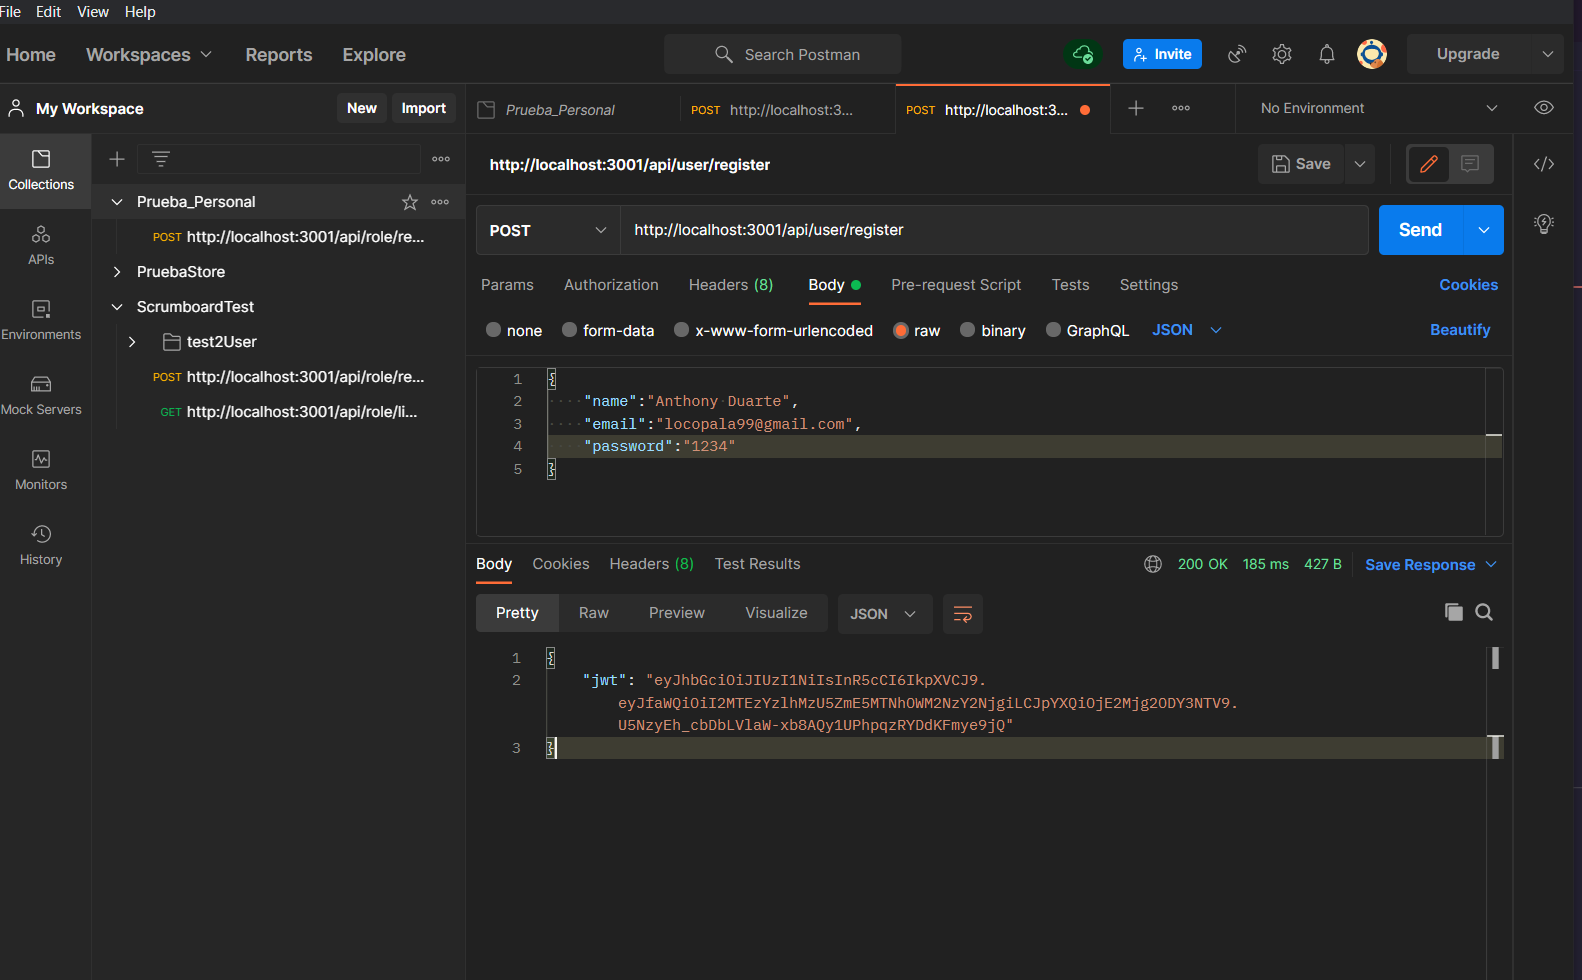 File Edit View Help
Home Workspaces Reports Explore Search Postman Invite Upgrade
My Workspace New Import Prueba_Personal POST http://localhost:3... POST http://localhost:3... No Environment
Collections
APIs
Environments
Mock Servers
Monitors
History
Prueba_Personal
POST http://localhost:3001/api/role/re...
PruebaStore
ScrumboardTest
test2User
POST http://localhost:3001/api/role/re...
GET http://localhost:3001/api/role/li...
http://localhost:3001/api/user/register Save
POST http://localhost:3001/api/user/register Send
Params Authorization Headers (8) Body Pre-request Script Tests Settings Cookies
none form-data x-www-form-urlencoded raw binary GraphQL JSON Beautify
1 {
2 "name":"Anthony Duarte",
3 "email":"locopala99@gmail.com",
4 "password":"1234"
5 }
Body Cookies Headers (8) Test Results 200 OK 185 ms 427 B Save Response
Pretty Raw Preview Visualize JSON
1 {
2 "jwt": "eyJhbGciOiJIUzI1NiIsInR5cCI6IkpXVCJ9.
eyJfaWQiOiI2MTEzYzlhMzU5ZmE5MTNhOWM2NzY2NjgiLCJpYXQiOjE2Mjg2ODY3NTV9.
U5NzyEh_cbDbLVlaW-xb8AQy1UPhpqzRYDdKFmye9jQ"
3 }